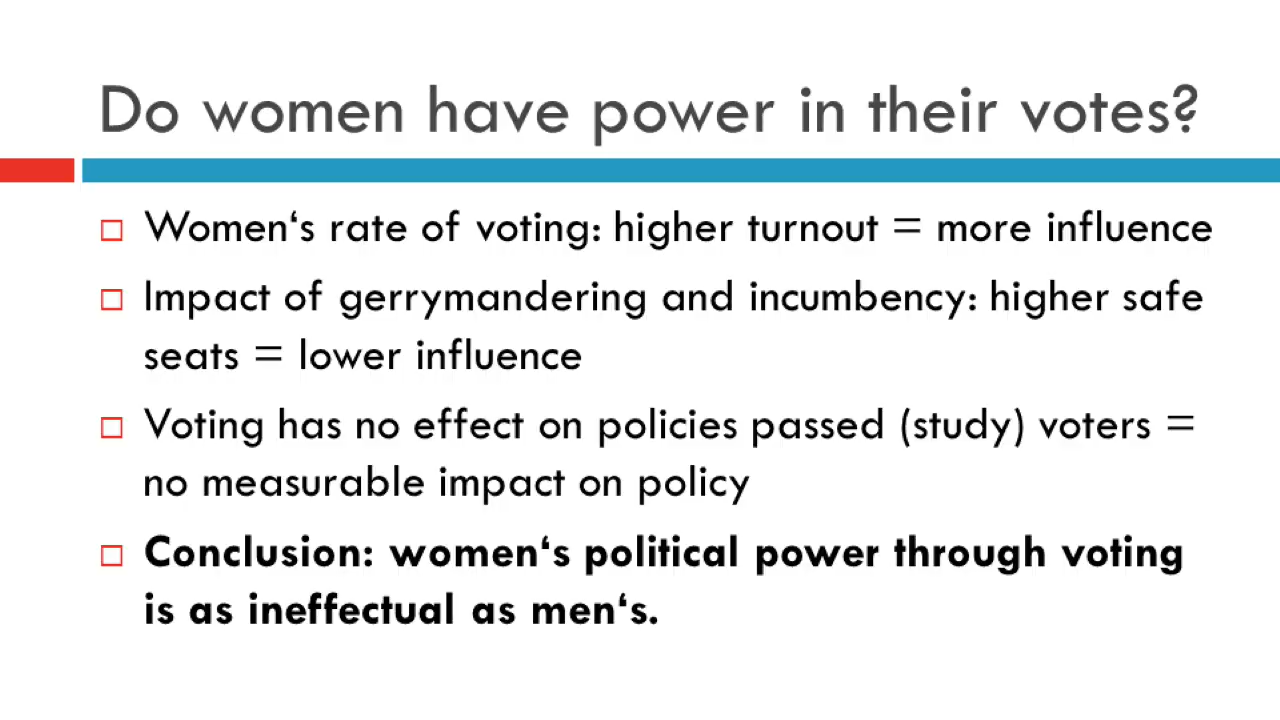 Do women have power in their votes?
Women‘s rate of voting: higher turnout = more influence
Impact of gerrymandering and incumbency: higher safe
seats = lower influence
Voting has no effect on policies passed (study) voters =
no measurable impact on policy
Conclusion: women‘s political power through voting
is as ineffectual as men‘s.